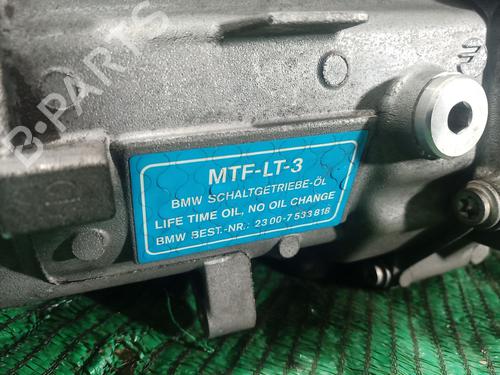 B-PARTS
MTF-LT-3
BMW SCHALTGETRIEBE-ÖL
LIFE TIME OIL, NO OIL CHANGE
BMW BEST.-NR.: 23 00-7 533 818